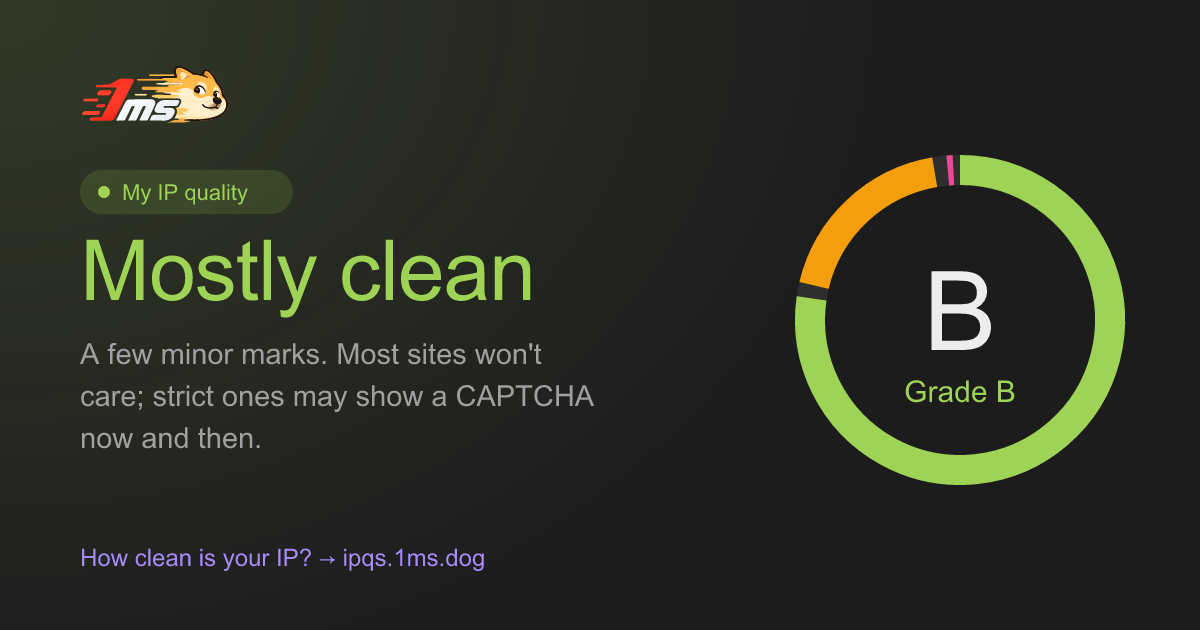 1ms
My IP quality
Mostly clean
A few minor marks. Most sites won't
care; strict ones may show a CAPTCHA
now and then.
How clean is your IP? → ipqs.1ms.dog
B
Grade B